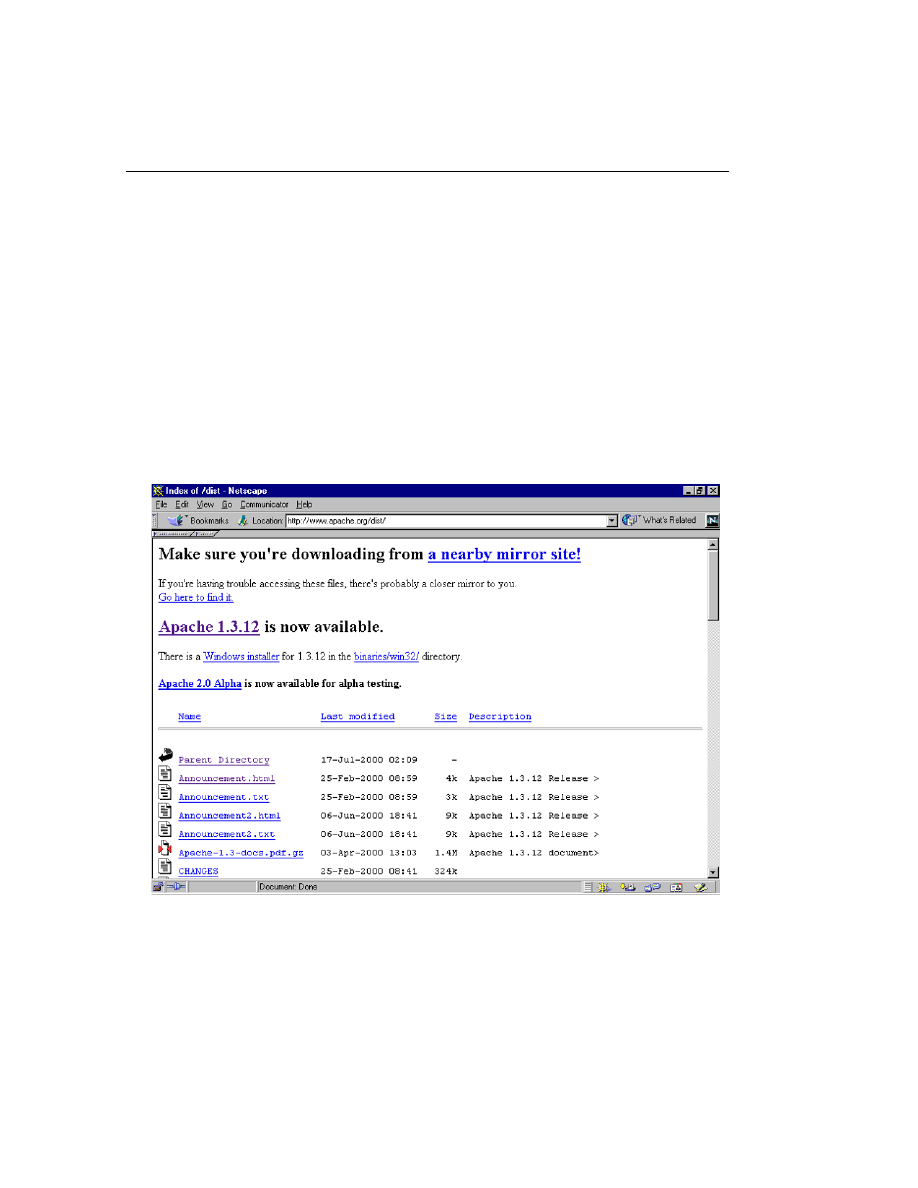 Index of /dist - Netscape
File Edit View Go Communicator Help
Bookmarks Location: http://www.apache.org/dist/ What's Related N
Make sure you're downloading from a nearby mirror site!
If you're having trouble accessing these files, there's probably a closer mirror to you.
Go here to find it.
Apache 1.3.12 is now available.
There is a Windows installer for 1.3.12 in the binaries/win32/ directory.
Apache 2.0 Alpha is now available for alpha testing.
Name Last modified Size Description
Parent Directory 17-Jul-2000 02:09 -
Announcement.html 25-Feb-2000 08:59 4k Apache 1.3.12 Release >
Announcement.txt 25-Feb-2000 08:59 3k Apache 1.3.12 Release >
Announcement2.html 06-Jun-2000 18:41 9k Apache 1.3.12 Release >
Announcement2.txt 06-Jun-2000 18:41 9k Apache 1.3.12 Release >
Apache-1.3-docs.pdf.gz 03-Apr-2000 13:03 1.4M Apache 1.3.12 document>
CHANGES 25-Feb-2000 08:41 324k
Document: Done